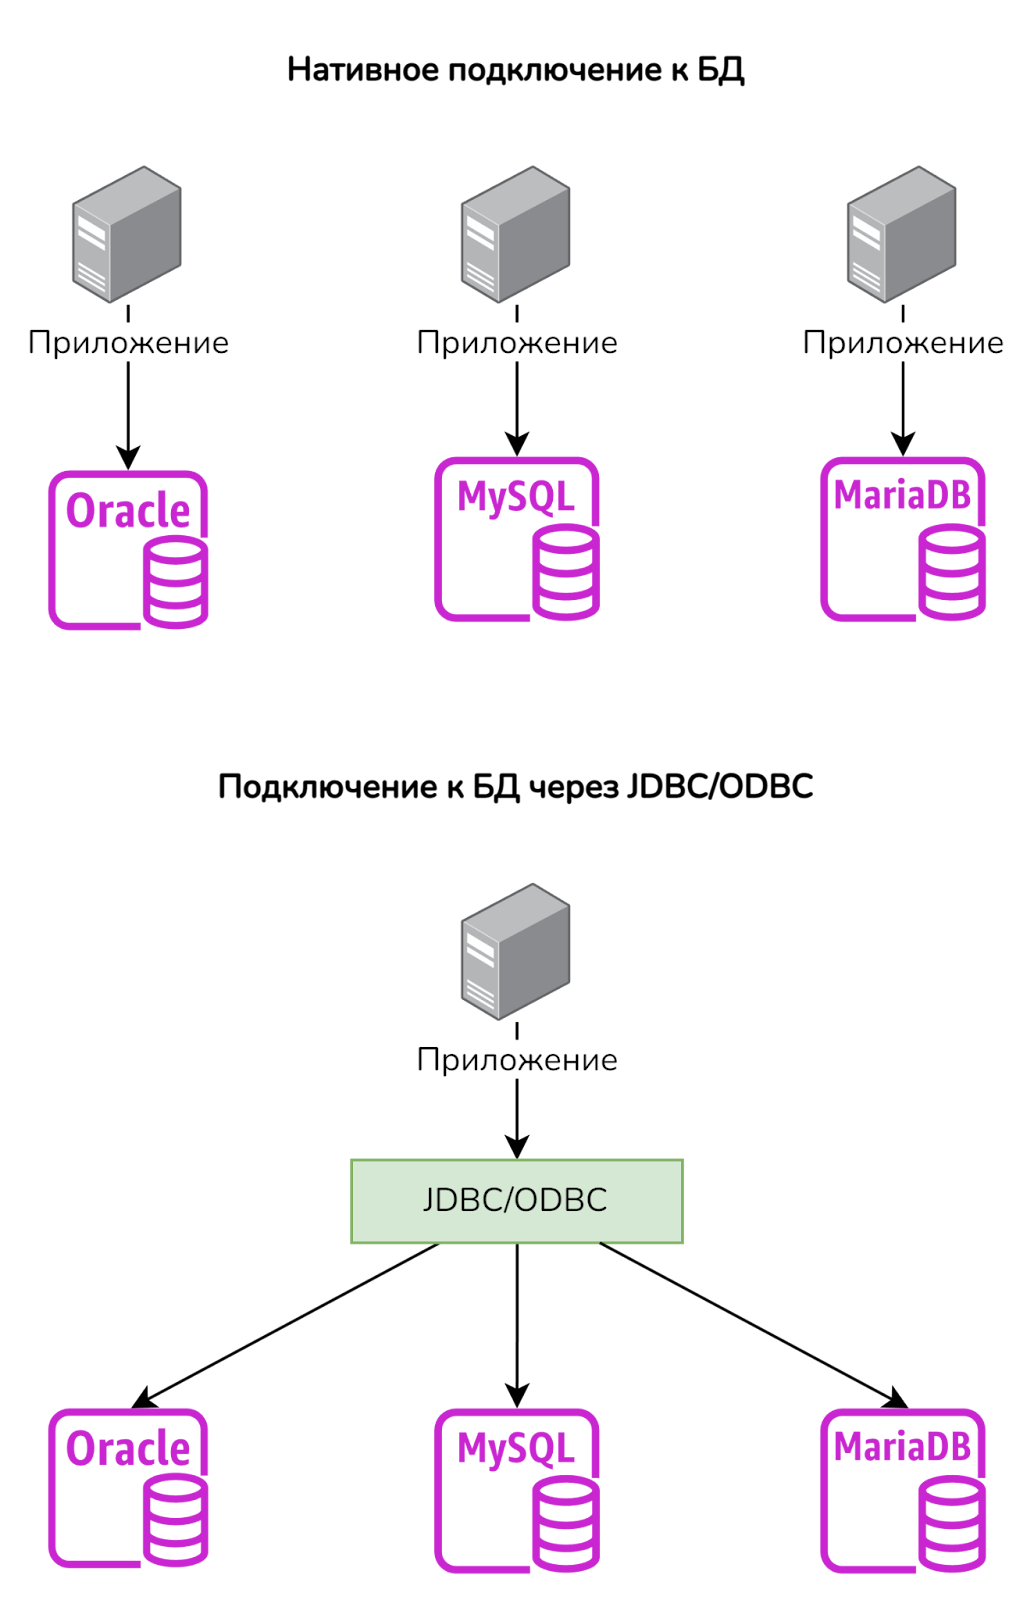 Нативное подключение к БД
Приложение
Приложение
Приложение
Oracle
MySQL
MariaDB
Подключение к БД через JDBC/ODBC
Приложение
JDBC/ODBC
Oracle
MySQL
MariaDB